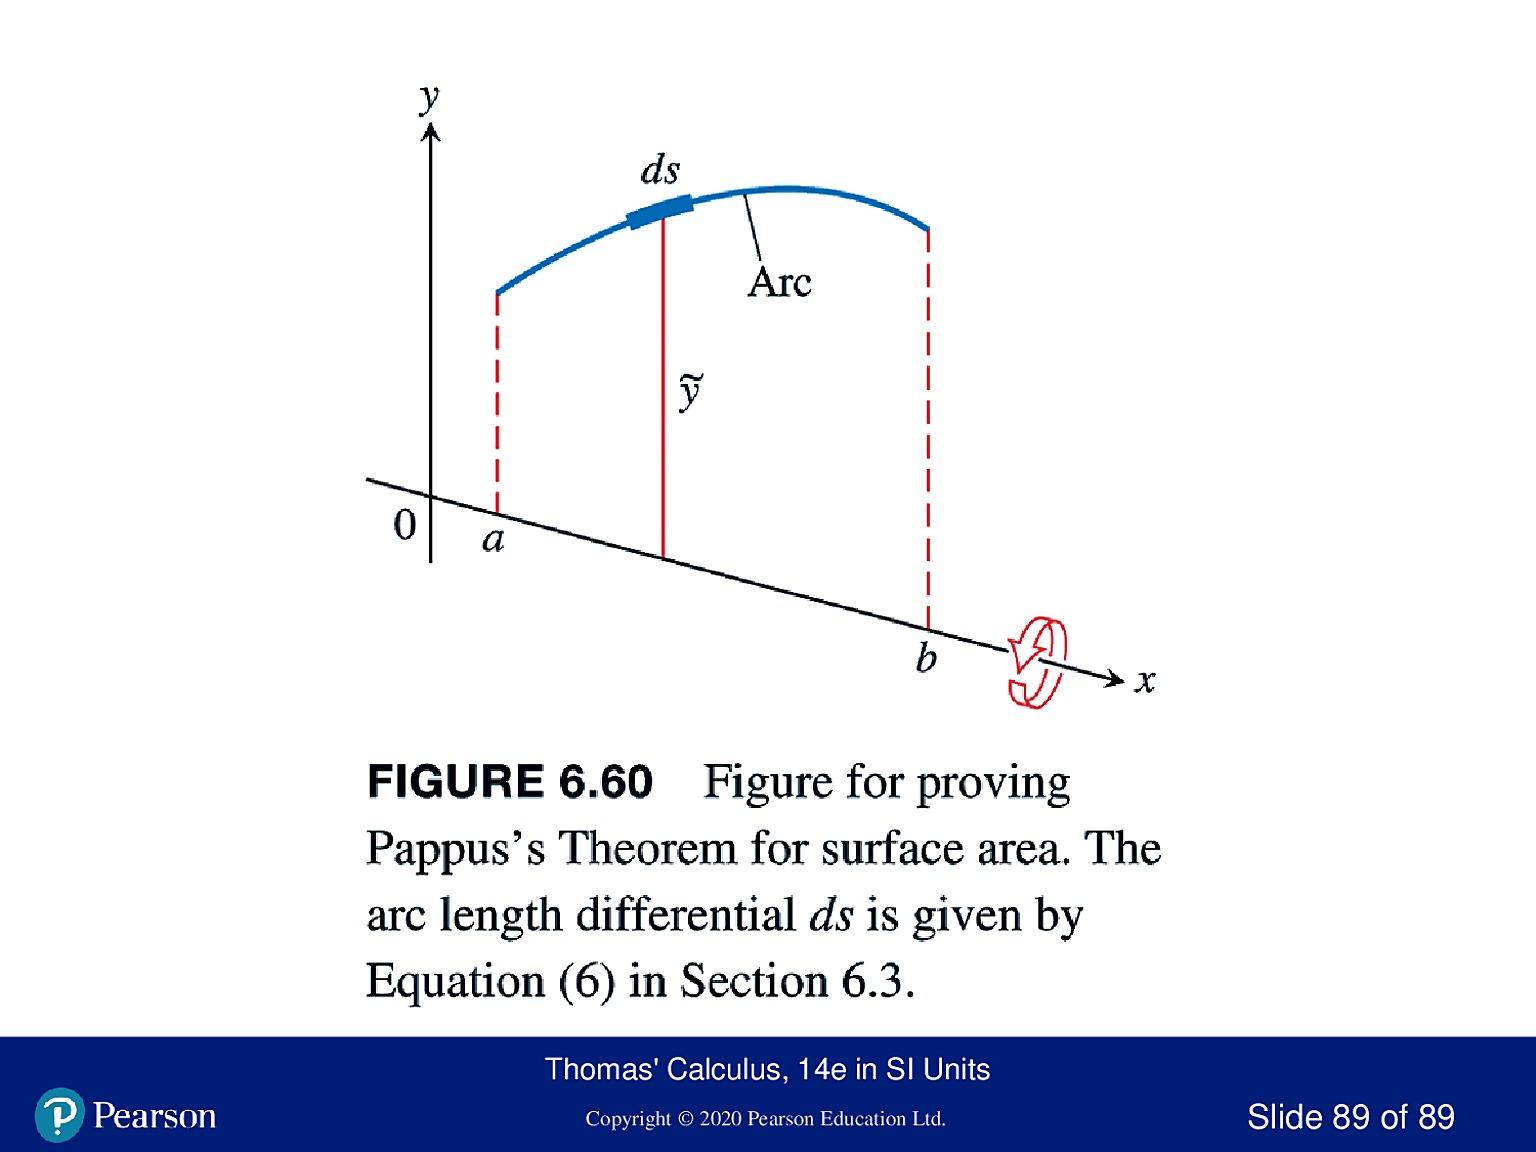 y
ds
Arc
ỹ
0
a
b
x
FIGURE 6.60 Figure for proving
Pappus’s Theorem for surface area. The
arc length differential ds is given by
Equation (6) in Section 6.3.
Thomas' Calculus, 14e in SI Units
Pearson
Copyright © 2020 Pearson Education Ltd.
Slide 89 of 89